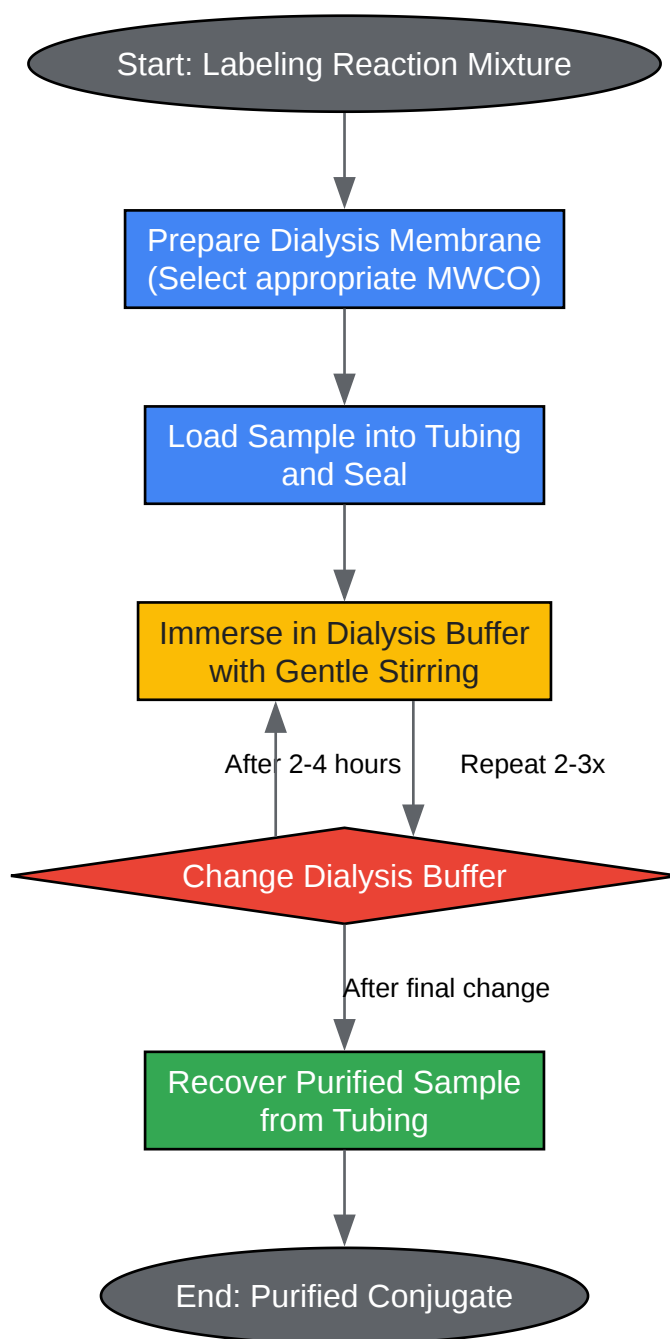 Start: Labeling Reaction Mixture
Prepare Dialysis Membrane
(Select appropriate MWCO)
Load Sample into Tubing
and Seal
Immerse in Dialysis Buffer
with Gentle Stirring
After 2-4 hours
Repeat 2-3x
Change Dialysis Buffer
After final change
Recover Purified Sample
from Tubing
End: Purified Conjugate